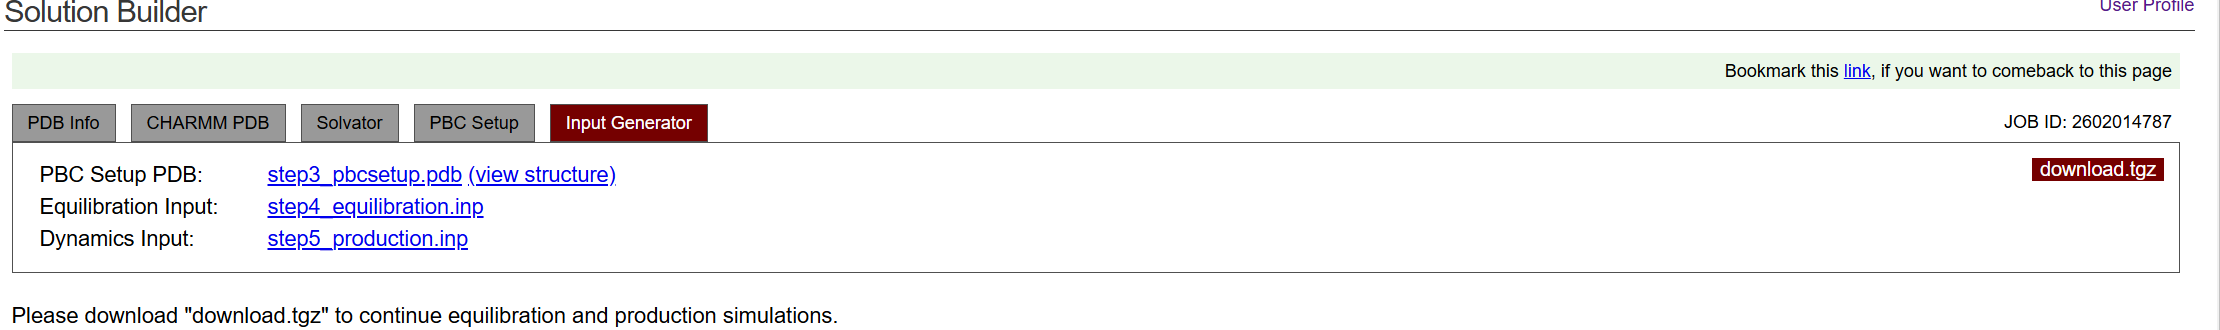 Solution Builder
User Profile
Bookmark this link, if you want to comeback to this page
PDB Info CHARMM PDB Solvator PBC Setup Input Generator
JOB ID: 2602014787
PBC Setup PDB: step3_pbcsetup.pdb (view structure)
download.tgz
Equilibration Input: step4_equilibration.inp
Dynamics Input: step5_production.inp
Please download "download.tgz" to continue equilibration and production simulations.